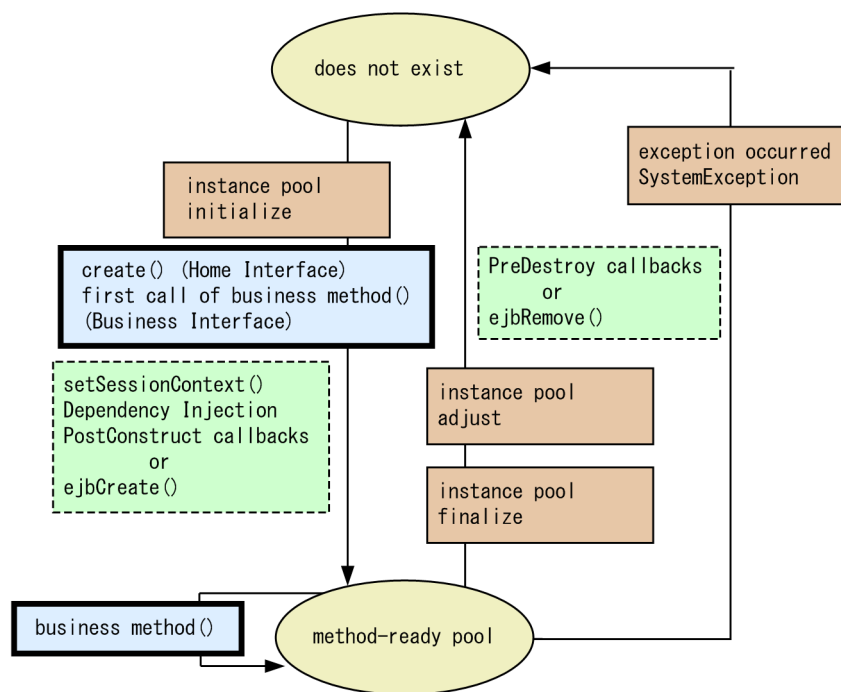 does not exist
exception occurred
SystemException
instance pool
initialize
create() (Home Interface)
first call of business method()
(Business Interface)
PreDestroy callbacks
or
ejbRemove()
setSessionContext()
Dependency Injection
PostConstruct callbacks
or
ejbCreate()
instance pool
adjust
instance pool
finalize
business method()
method-ready pool